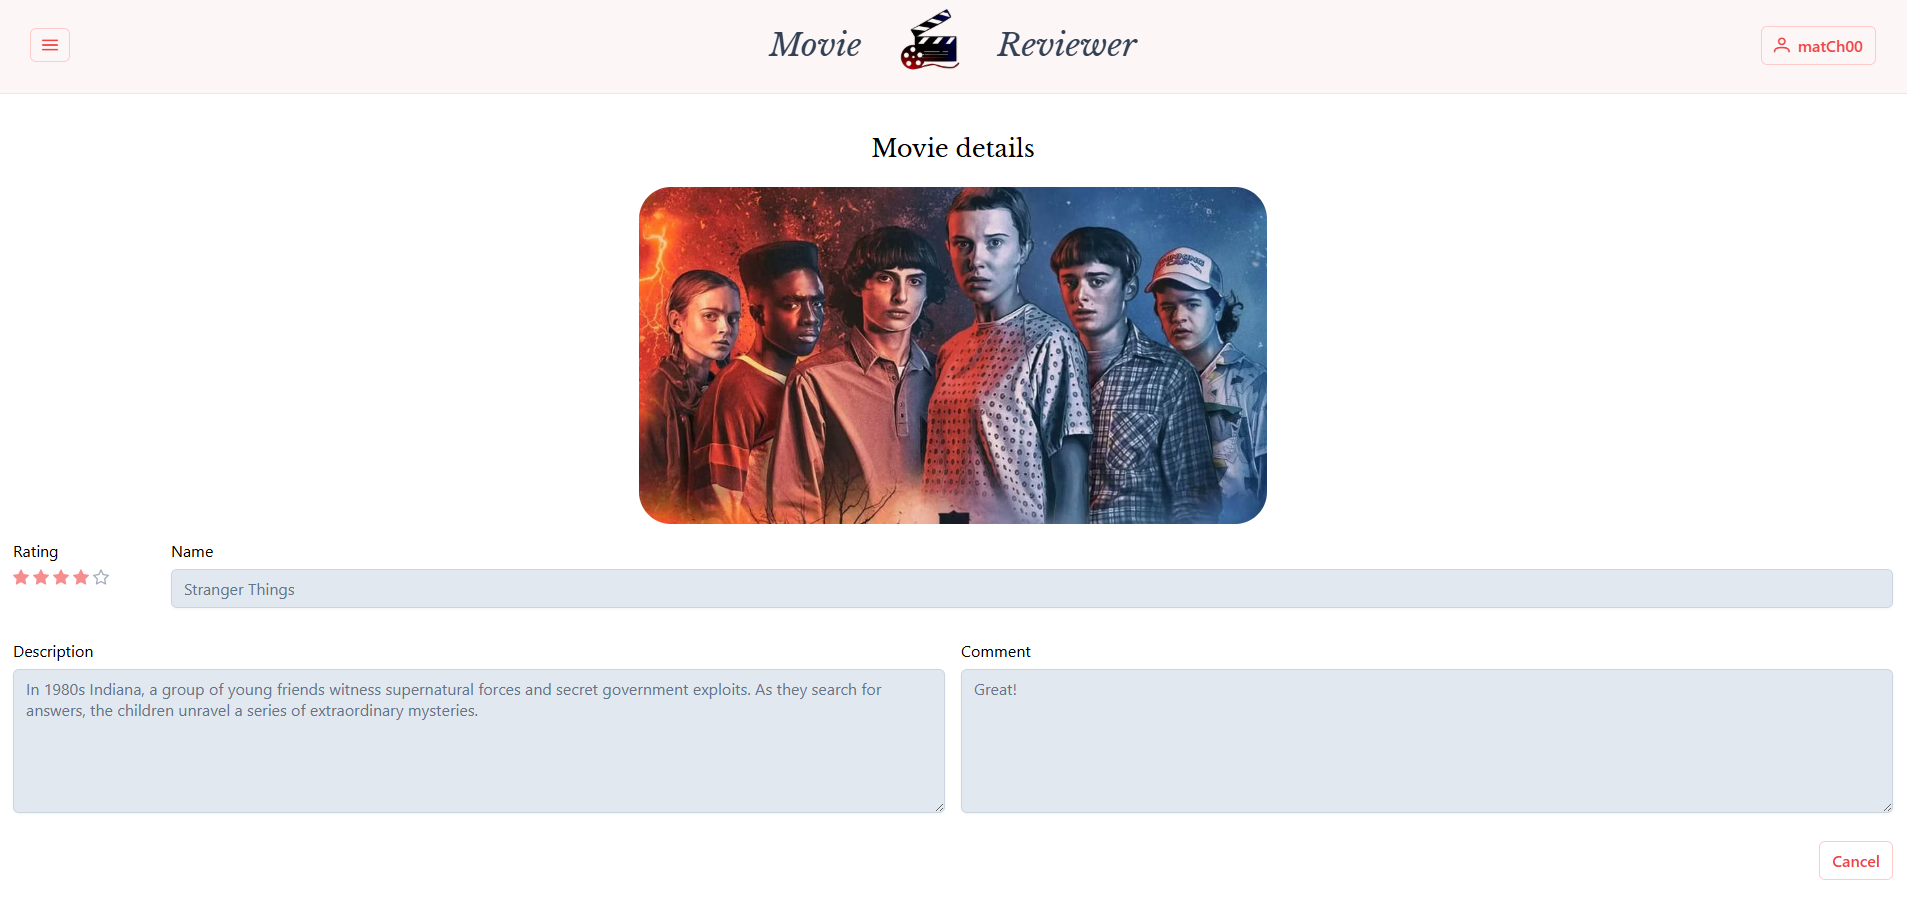 Movie Reviewer
matCh00
Movie details
Rating
Name
Stranger Things
Description
In 1980s Indiana, a group of young friends witness supernatural forces and secret government exploits. As they search for
answers, the children unravel a series of extraordinary mysteries.
Comment
Great!
Cancel